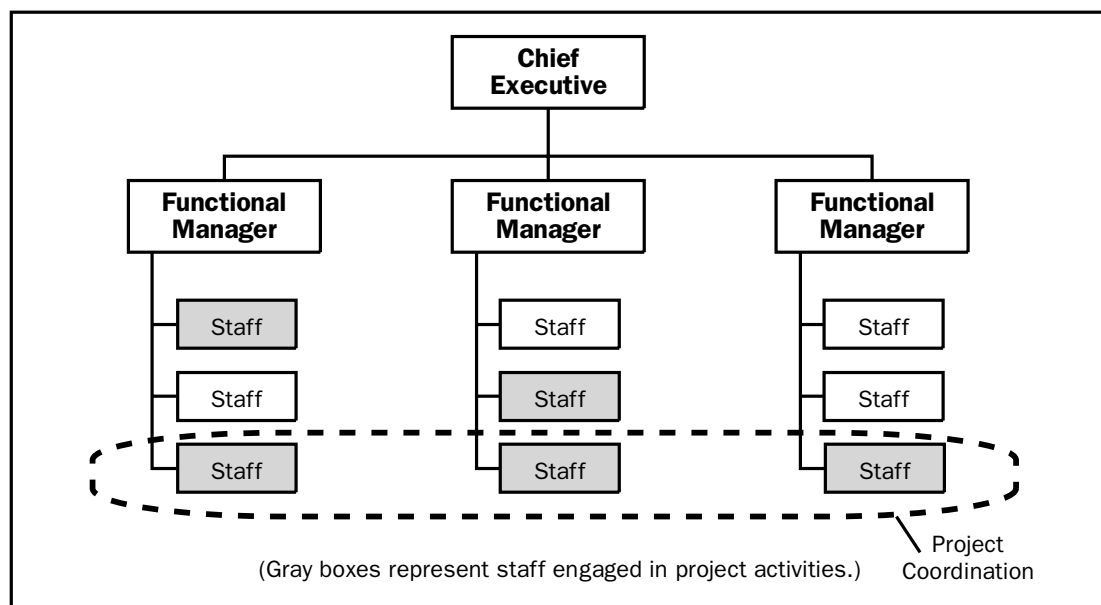 Chief
Executive
Functional
Manager
Functional
Manager
Functional
Manager
Staff
Staff
Staff
Staff
Staff
Staff
Staff
Staff
Staff
Project
Coordination
(Gray boxes represent staff engaged in project activities.)